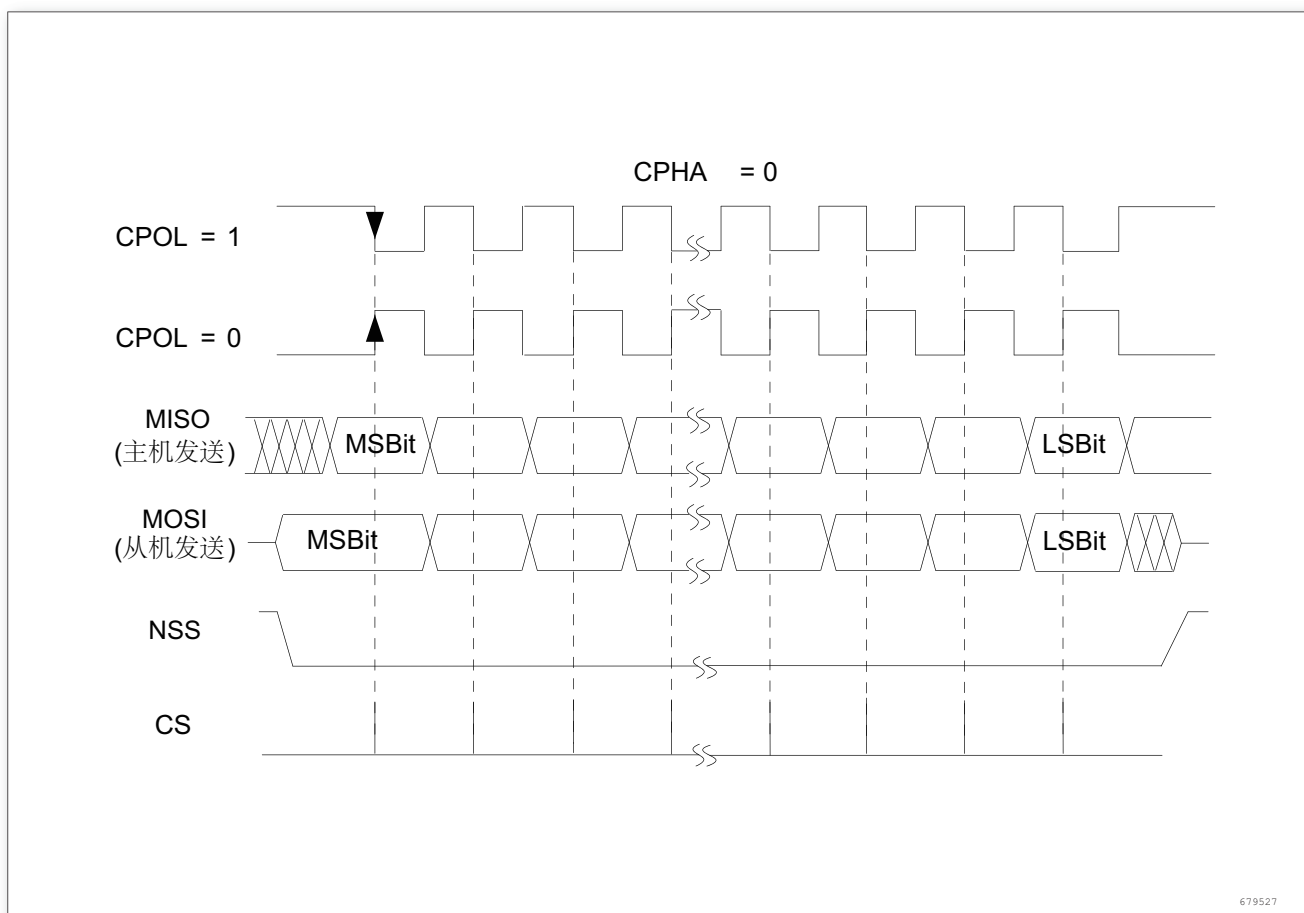 CPHA = 0
CPOL = 1
CPOL = 0
MISO
(主机发送)
MSBit
LSBit
MOSI
(从机发送)
MSBit
LSBit
NSS
CS
679527